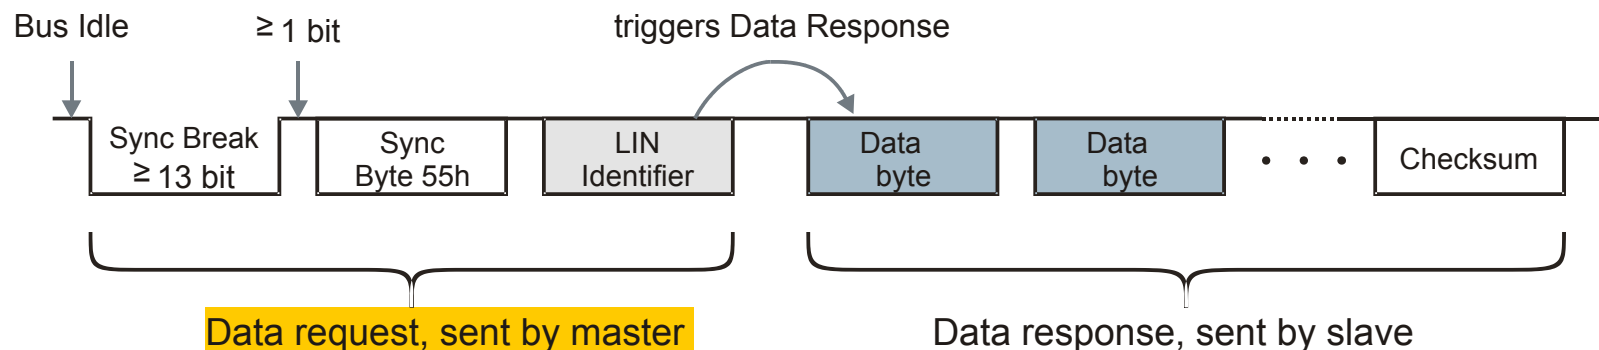 Bus Idle
≥ 1 bit
triggers Data Response
Sync Break
≥ 13 bit
Sync
Byte 55h
LIN
Identifier
Data
byte
Data
byte
• • •
Checksum
Data request, sent by master
Data response, sent by slave